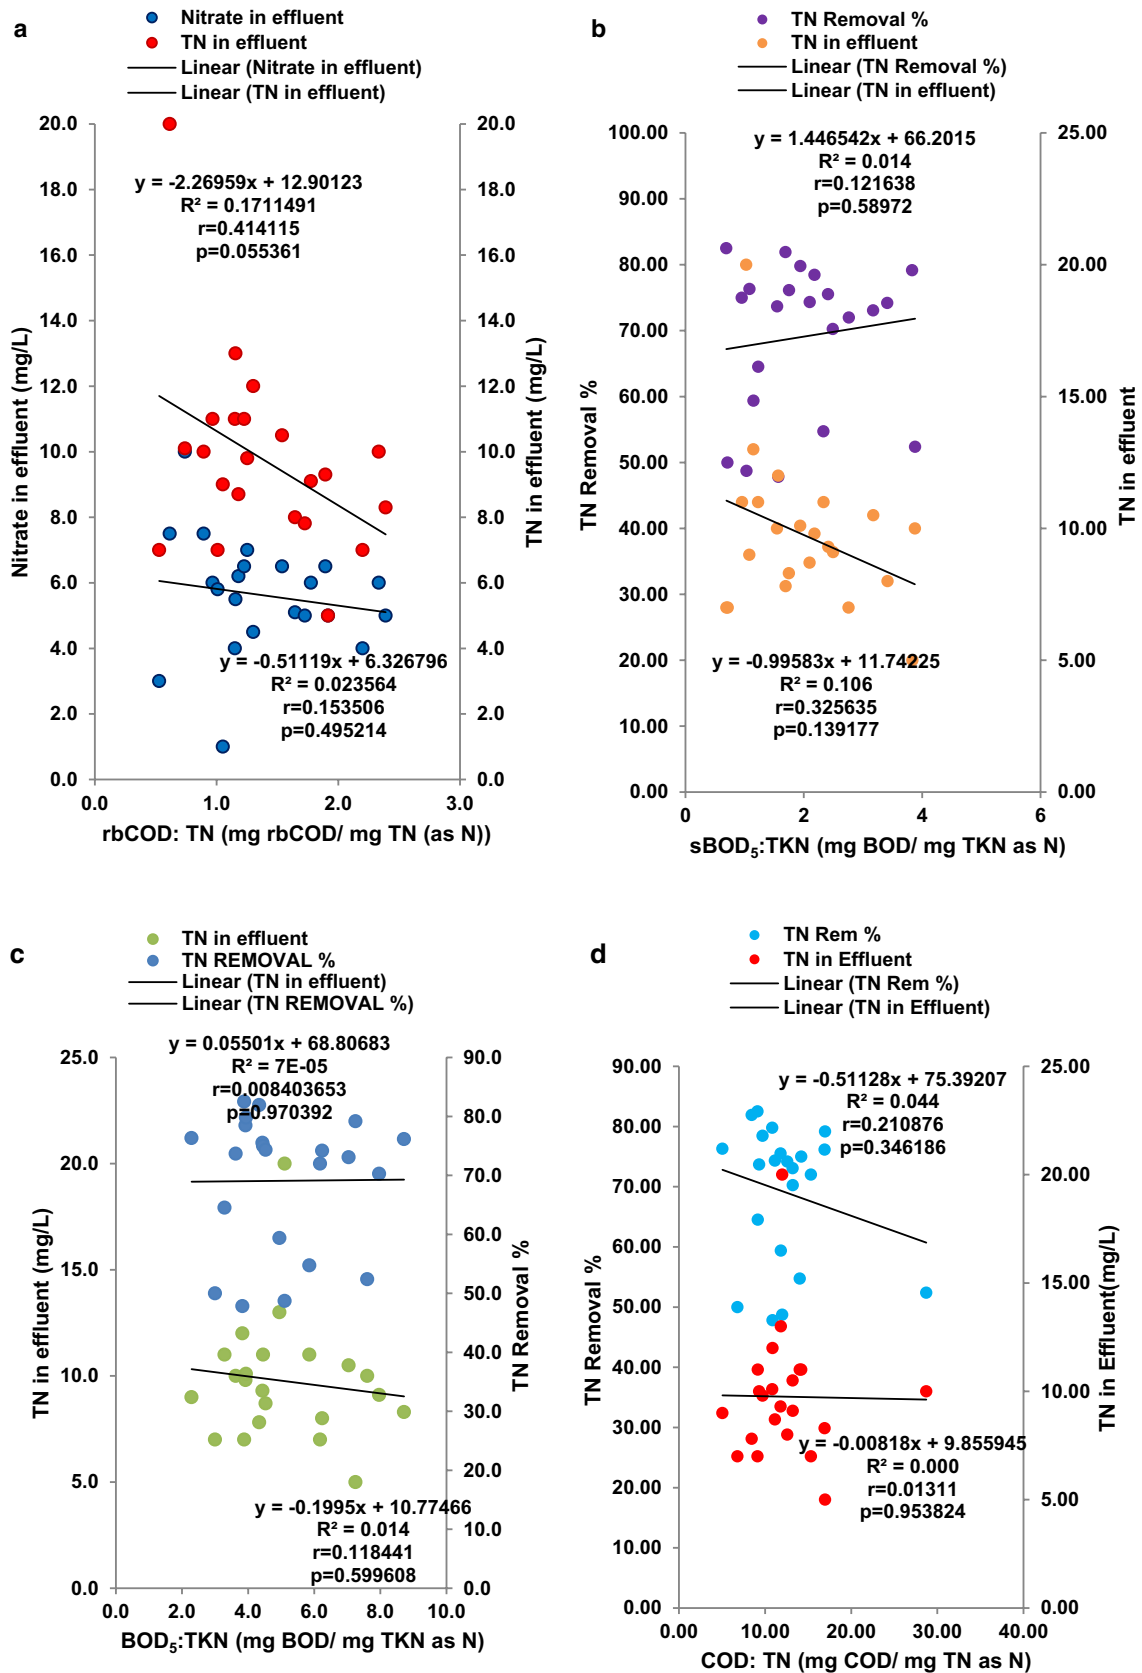 a
Nitrate in effluent
TN in effluent
Linear (Nitrate in effluent)
Linear (TN in effluent)
20.0
18.0
16.0
14.0
12.0
10.0
8.0
6.0
4.0
2.0
0.0
Nitrate in effluent (mg/L)
y = -2.26959x + 12.90123
R² = 0.1711491
r=0.414115
p=0.055361
y = -0.51119x + 6.326796
R² = 0.023564
r=0.153506
p=0.495214
20.0
18.0
16.0
14.0
12.0
10.0
8.0
6.0
4.0
2.0
0.0
TN in effluent (mg/L)
0.0 1.0 2.0 3.0
rbCOD: TN (mg rbCOD/ mg TN (as N))
b
TN Removal %
TN in effluent
Linear (TN Removal %)
Linear (TN in effluent)
100.00
90.00
80.00
70.00
60.00
50.00
40.00
30.00
20.00
10.00
0.00
TN Removal %
y = 1.446542x + 66.2015
R² = 0.014
r=0.121638
p=0.58972
y = -0.99583x + 11.74225
R² = 0.106
r=0.325635
p=0.139177
25.00
20.00
15.00
10.00
5.00
0.00
TN in effluent
0 2 4 6
sBOD₅:TKN (mg BOD/ mg TKN as N)
c
TN in effluent
TN REMOVAL %
Linear (TN in effluent)
Linear (TN REMOVAL %)
25.0
20.0
15.0
10.0
5.0
0.0
TN in effluent (mg/L)
y = 0.05501x + 68.80683
R² = 7E-05
r=0.008403653
p=0.970392
y = -0.1995x + 10.77466
R² = 0.014
r=0.118441
p=0.599608
90.0
80.0
70.0
60.0
50.0
40.0
30.0
20.0
10.0
0.0
TN Removal %
0.0 2.0 4.0 6.0 8.0 10.0
BOD₅:TKN (mg BOD/ mg TKN as N)
d
TN Rem %
TN in Effluent
Linear (TN Rem %)
Linear (TN in Effluent)
90.00
80.00
70.00
60.00
50.00
40.00
30.00
20.00
10.00
0.00
TN Removal %
y = -0.51128x + 75.39207
R² = 0.044
r=0.210876
p=0.346186
y = -0.00818x + 9.855945
R² = 0.000
r=0.01311
p=0.953824
25.00
20.00
15.00
10.00
5.00
0.00
TN in Effluent(mg/L)
0.00 10.00 20.00 30.00 40.00
COD: TN (mg COD/ mg TN as N)